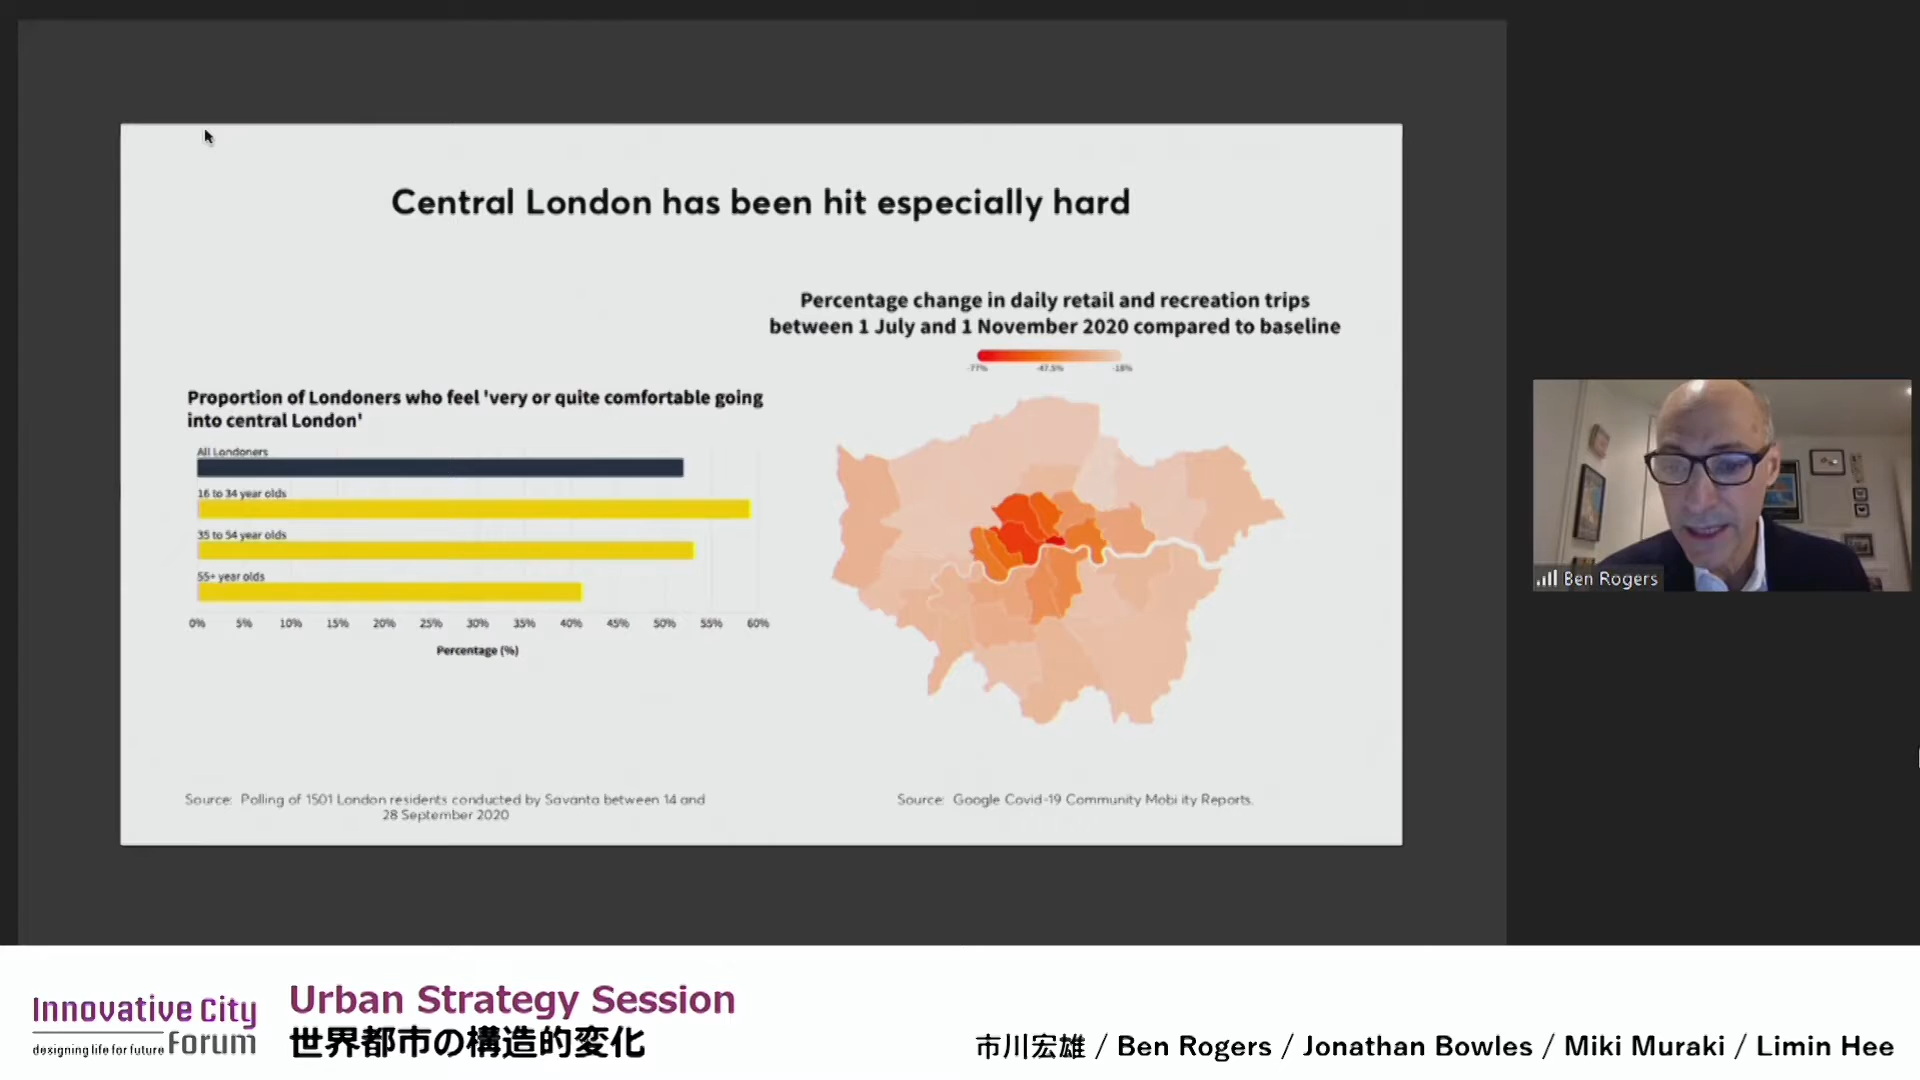 Central London has been hit especially hard
Percentage change in daily retail and recreation trips
between 1 July and 1 November 2020 compared to baseline
-77%
-47.5%
-18%
Proportion of Londoners who feel 'very or quite comfortable going
into central London'
All Londoners
16 to 34 year olds
35 to 54 year olds
55+ year olds
0% 5% 10% 15% 20% 25% 30% 35% 40% 45% 50% 55% 60%
Percentage (%)
Source: Polling of 1501 London residents conducted by Savanta between 14 and
28 September 2020
Source: Google Covid-19 Community Mobi ity Reports.
Ben Rogers
Innovative City
designing life for future Forum
Urban Strategy Session
世界都市の構造的変化
市川宏雄 / Ben Rogers / Jonathan Bowles / Miki Muraki / Limin Hee